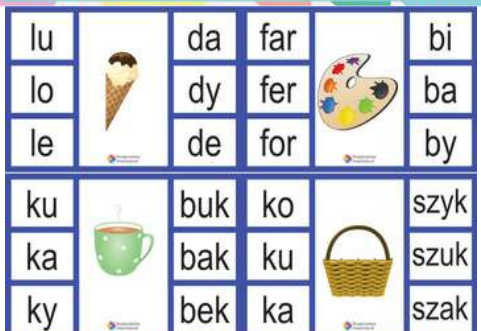 lu da far bi
lo dy fer ba
le de for by
ku buk ko szyk
ka bak ku szuk
ky bek ka szak